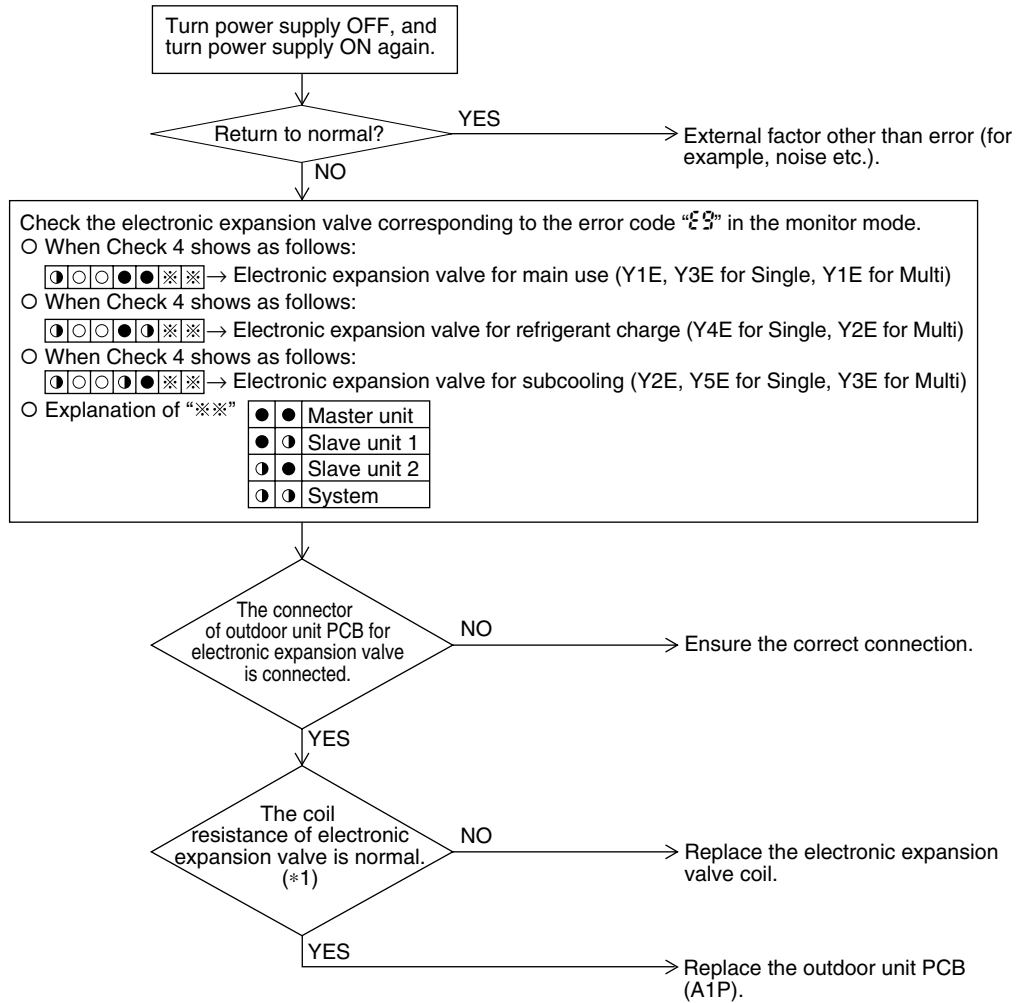 Turn power supply OFF, and
turn power supply ON again.
Return to normal?
YES
External factor other than error (for
example, noise etc.).
NO
Check the electronic expansion valve corresponding to the error code “E9” in the monitor mode.
○ When Check 4 shows as follows:
◑○○●●※※ → Electronic expansion valve for main use (Y1E, Y3E for Single, Y1E for Multi)
○ When Check 4 shows as follows:
◑○○●◑※※ → Electronic expansion valve for refrigerant charge (Y4E for Single, Y2E for Multi)
○ When Check 4 shows as follows:
◑○○◑●※※ → Electronic expansion valve for subcooling (Y2E, Y5E for Single, Y3E for Multi)
○ Explanation of “※※”
●● Master unit
●◑ Slave unit 1
◑● Slave unit 2
◑◑ System
The connector
of outdoor unit PCB for
electronic expansion valve
is connected.
NO
Ensure the correct connection.
YES
The coil
resistance of electronic
expansion valve is normal.
(*1)
NO
Replace the electronic expansion
valve coil.
YES
Replace the outdoor unit PCB
(A1P).